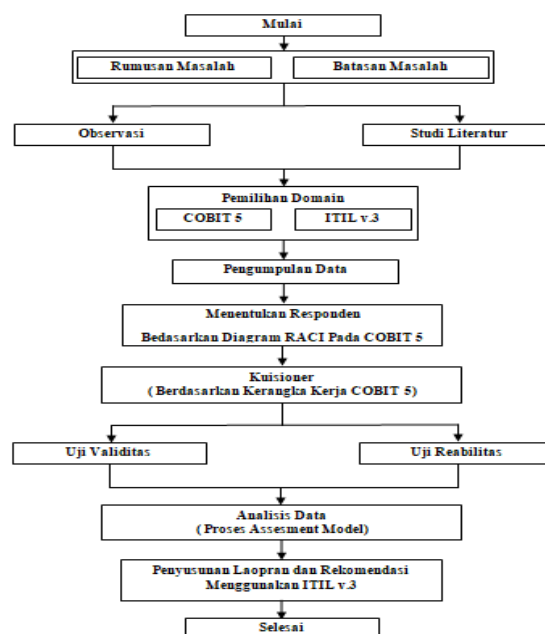 Mulai
Rumusan Masalah
Batasan Masalah
Observasi
Studi Literatur
Pemilihan Domain
COBIT 5
ITIL v.3
Pengumpulan Data
Menentukan Responden
Bedasarkan Diagram RACI Pada COBIT 5
Kuisioner
( Berdasarkan Kerangka Kerja COBIT 5)
Uji Validitas
Uji Reabilitas
Analisis Data
( Proses Assesment Model)
Penyusunan Laopran dan Rekomendasi
Menggunakan ITIL v.3
Selesai